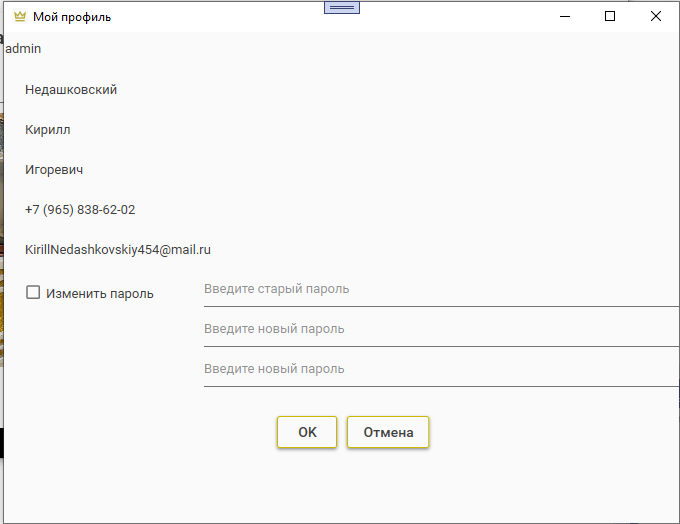 Мой профиль
admin
Недашковский
Кирилл
Игоревич
+7 (965) 838-62-02
KirillNedashkovskiy454@mail.ru
Изменить пароль
Введите старый пароль
Введите новый пароль
Введите новый пароль
OK
Отмена